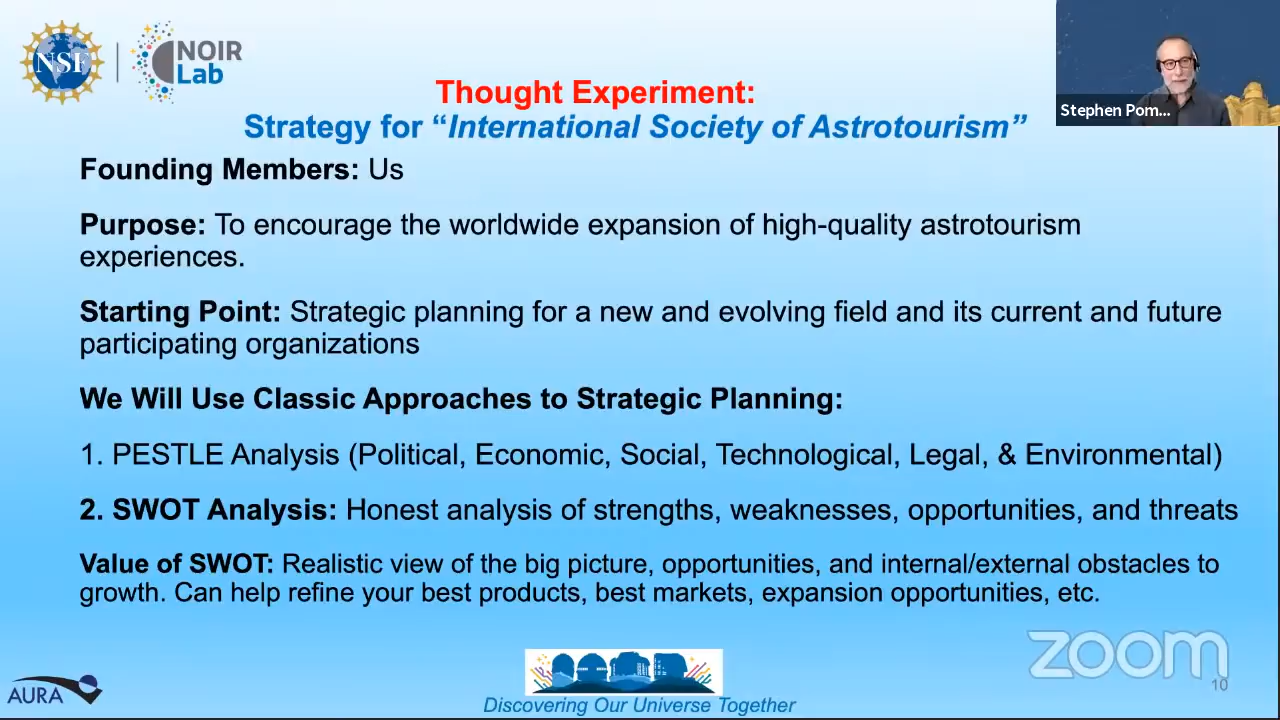 NSF
NOIR
Lab
Stephen Pom...
Thought Experiment:
Strategy for “International Society of Astrotourism”
Founding Members: Us
Purpose: To encourage the worldwide expansion of high-quality astrotourism
experiences.
Starting Point: Strategic planning for a new and evolving field and its current and future
participating organizations
We Will Use Classic Approaches to Strategic Planning:
1. PESTLE Analysis (Political, Economic, Social, Technological, Legal, & Environmental)
2. SWOT Analysis: Honest analysis of strengths, weaknesses, opportunities, and threats
Value of SWOT: Realistic view of the big picture, opportunities, and internal/external obstacles to
growth. Can help refine your best products, best markets, expansion opportunities, etc.
zoom
10
AURA
Discovering Our Universe Together